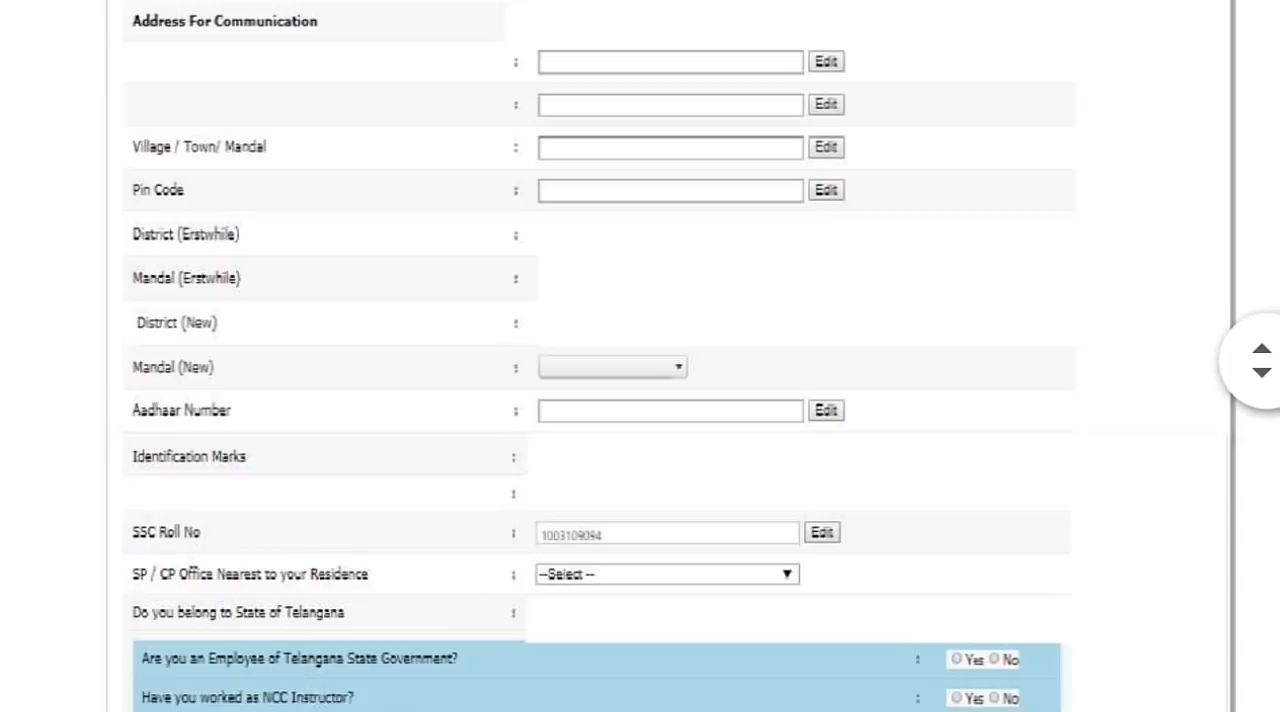 Address For Communication
: Edit
: Edit
Village / Town/ Mandal : Edit
Pin Code : Edit
District (Erstwhile) :
Mandal (Erstwhile) :
District (New) :
Mandal (New) :
Aadhaar Number : Edit
Identification Marks :
:
SSC Roll No : 1003109094 Edit
SP / CP Office Nearest to your Residence : --Select --
Do you belong to State of Telangana :
Are you an Employee of Telangana State Government? : Yes No
Have you worked as NCC Instructor? : Yes No